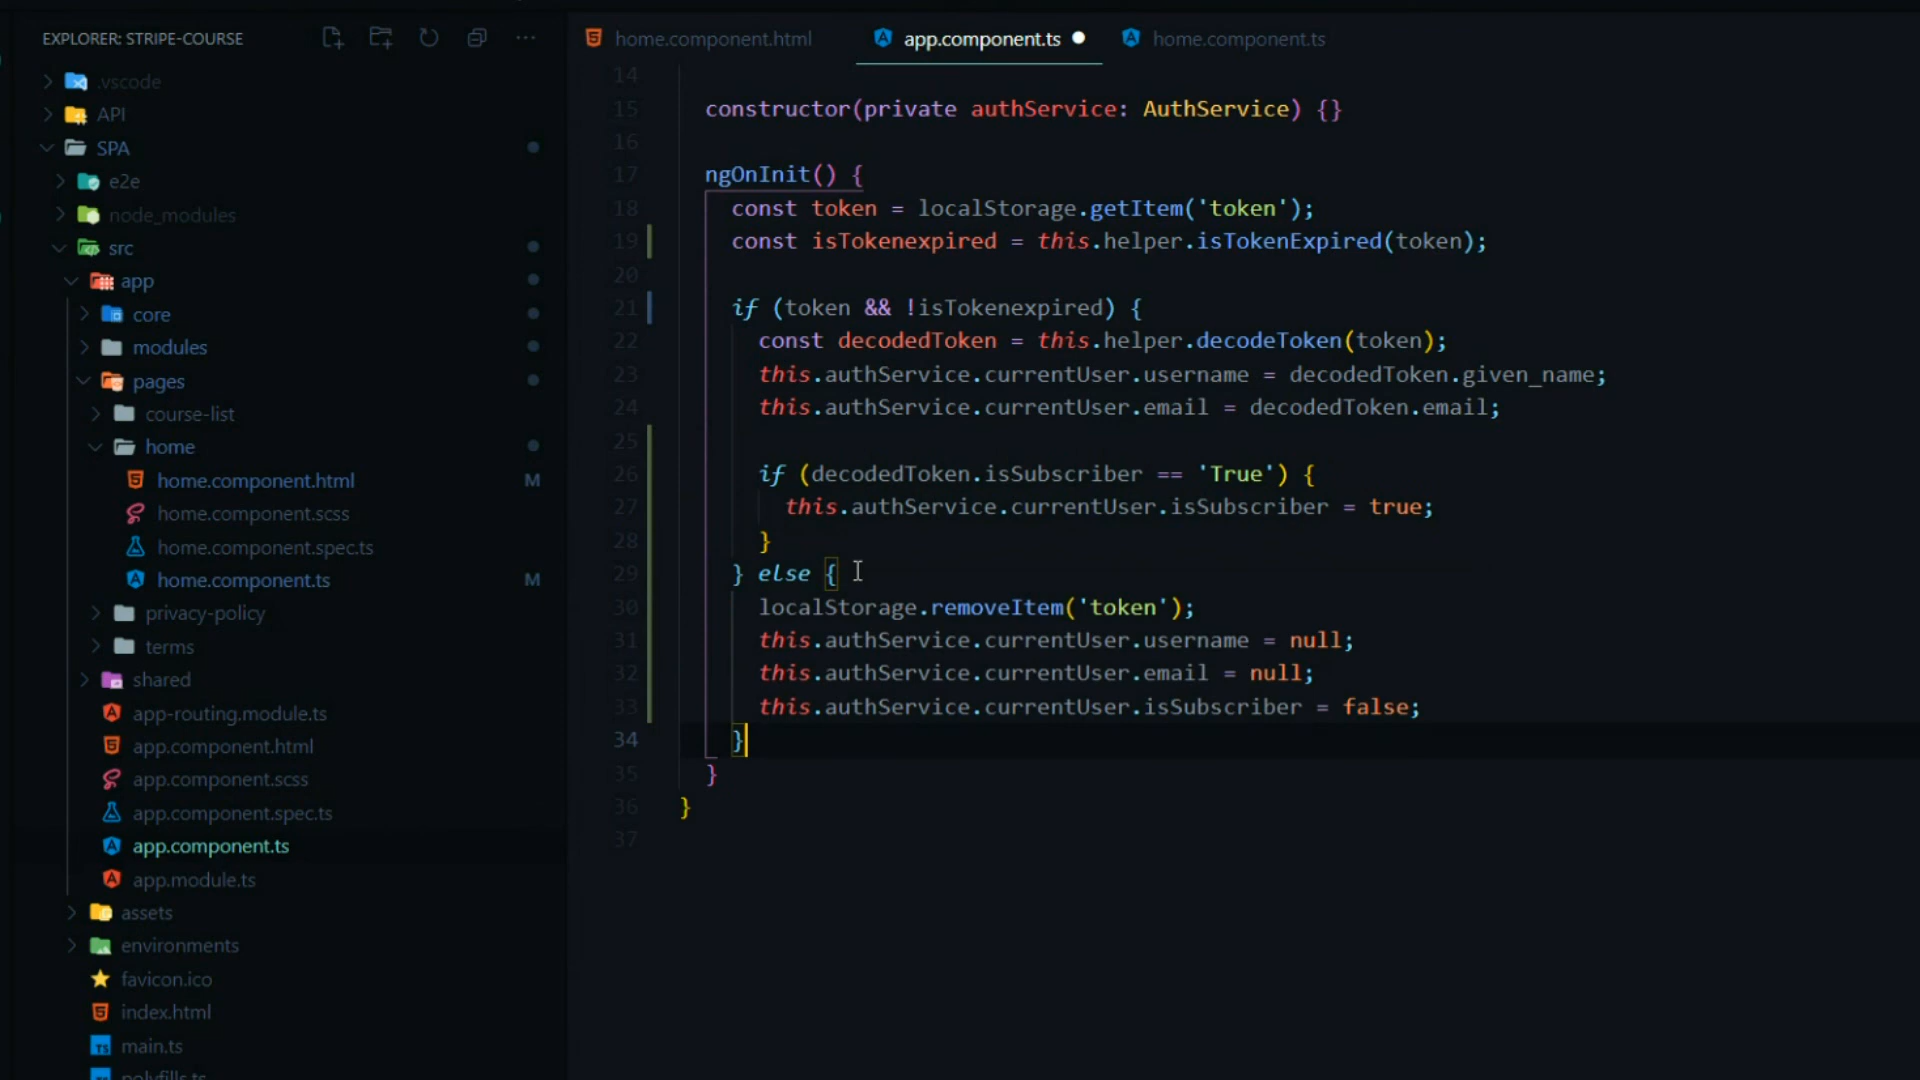 EXPLORER: STRIPE-COURSE
.vscode
API
SPA
e2e
node_modules
src
app
core
modules
pages
course-list
home
home.component.html M
home.component.scss
home.component.spec.ts
home.component.ts M
privacy-policy
terms
shared
app-routing.module.ts
app.component.html
app.component.scss
app.component.spec.ts
app.component.ts
app.module.ts
assets
environments
favicon.ico
index.html
main.ts
polyfills.ts
home.component.html
app.component.ts
home.component.ts
14
15 constructor(private authService: AuthService) {}
16
17 ngOnInit() {
18 const token = localStorage.getItem('token');
19 const isTokenexpired = this.helper.isTokenExpired(token);
20
21 if (token && !isTokenexpired) {
22 const decodedToken = this.helper.decodeToken(token);
23 this.authService.currentUser.username = decodedToken.given_name;
24 this.authService.currentUser.email = decodedToken.email;
25
26 if (decodedToken.isSubscriber == 'True') {
27 this.authService.currentUser.isSubscriber = true;
28 }
29 } else {
30 localStorage.removeItem('token');
31 this.authService.currentUser.username = null;
32 this.authService.currentUser.email = null;
33 this.authService.currentUser.isSubscriber = false;
34 }
35 }
36 }
37